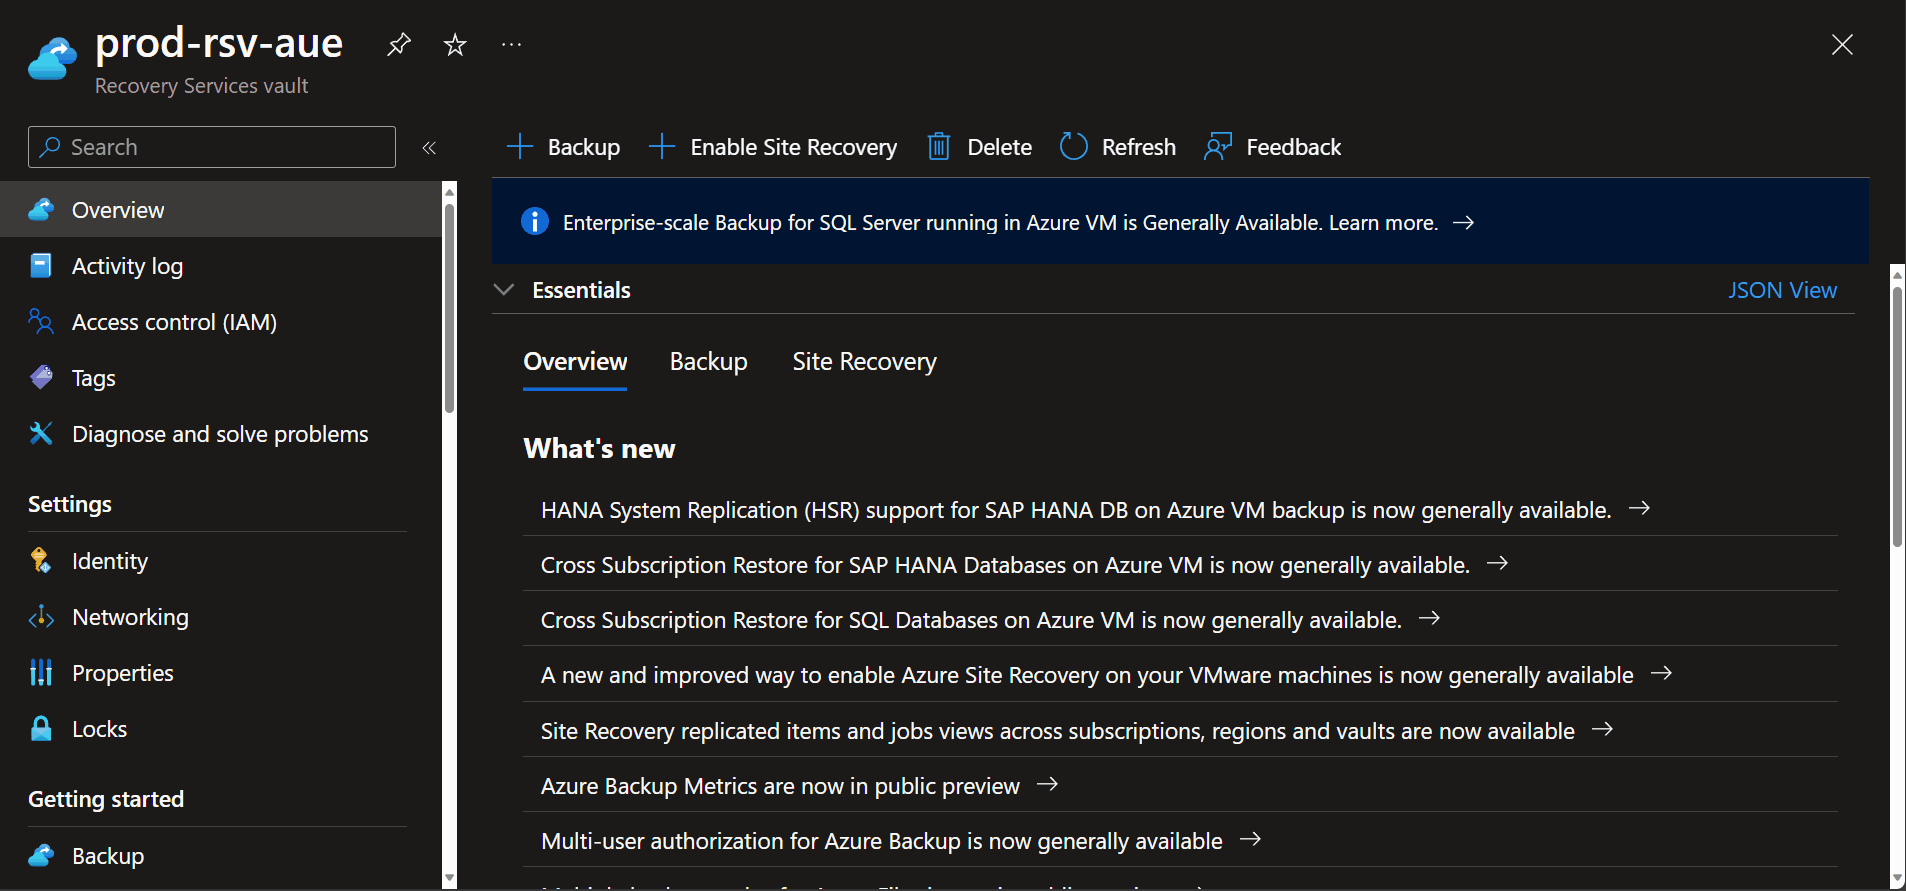 prod-rsv-aue
Recovery Services vault
Search
Overview
Activity log
Access control (IAM)
Tags
Diagnose and solve problems
Settings
Identity
Networking
Properties
Locks
Getting started
Backup
Backup
Enable Site Recovery
Delete
Refresh
Feedback
Enterprise-scale Backup for SQL Server running in Azure VM is Generally Available. Learn more. →
Essentials
JSON View
Overview
Backup
Site Recovery
What's new
HANA System Replication (HSR) support for SAP HANA DB on Azure VM backup is now generally available. →
Cross Subscription Restore for SAP HANA Databases on Azure VM is now generally available. →
Cross Subscription Restore for SQL Databases on Azure VM is now generally available. →
A new and improved way to enable Azure Site Recovery on your VMware machines is now generally available →
Site Recovery replicated items and jobs views across subscriptions, regions and vaults are now available →
Azure Backup Metrics are now in public preview →
Multi-user authorization for Azure Backup is now generally available →